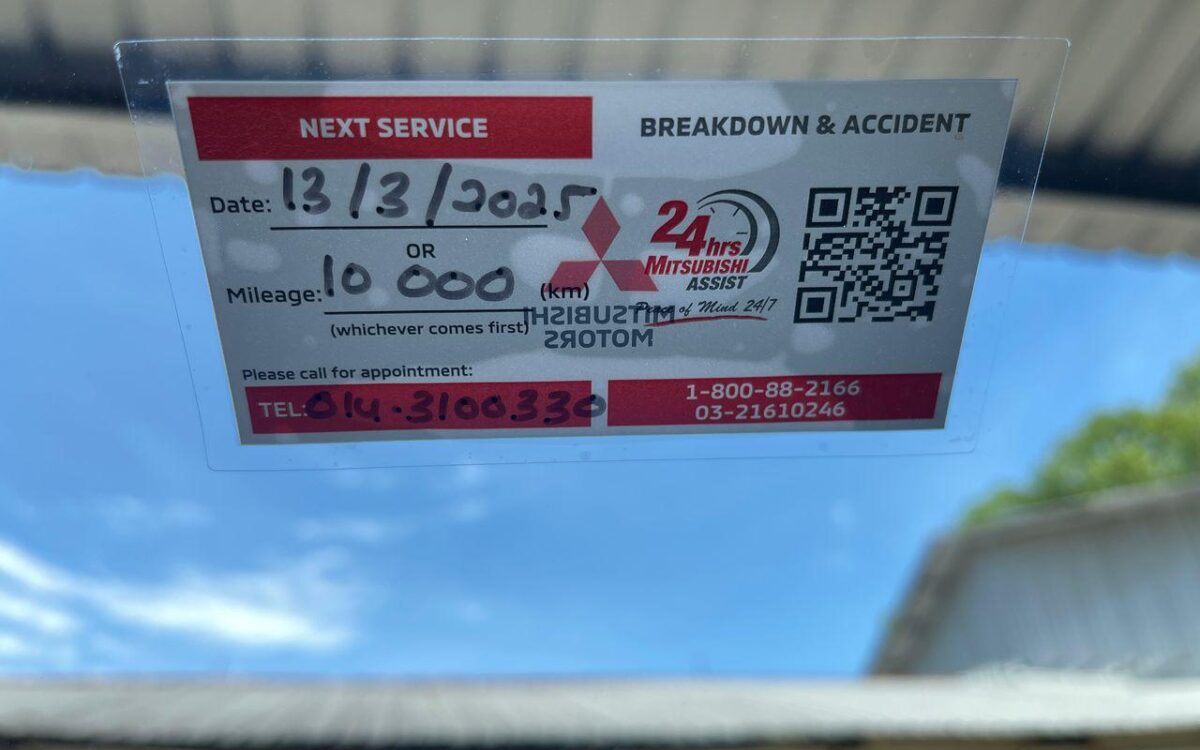 NEXT SERVICE
Date: 13/3/2025
OR
Mileage: 10 000 (km)
(whichever comes first)
Please call for appointment:
TEL: 014-3100330
BREAKDOWN & ACCIDENT
24hrs
MITSUBISHI
ASSIST
Peace of Mind 24/7
MITSUBISHI
MOTORS
1-800-88-2166
03-21610246